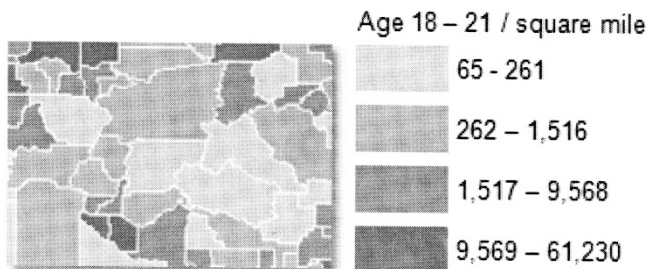 Age 18 – 21 / square mile
65 - 261
262 – 1,516
1,517 – 9,568
9,569 – 61,230